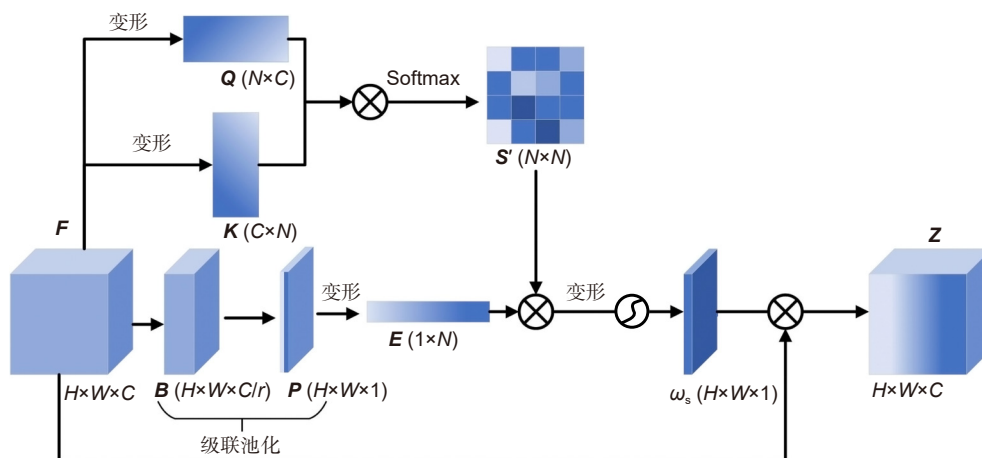 变形
Q (N×C)
Softmax
变形
S′ (N×N)
K (C×N)
F
Z
变形
变形
E (1×N)
H×W×C
B (H×W×C/r)
P (H×W×1)
ωs (H×W×1)
H×W×C
级联池化